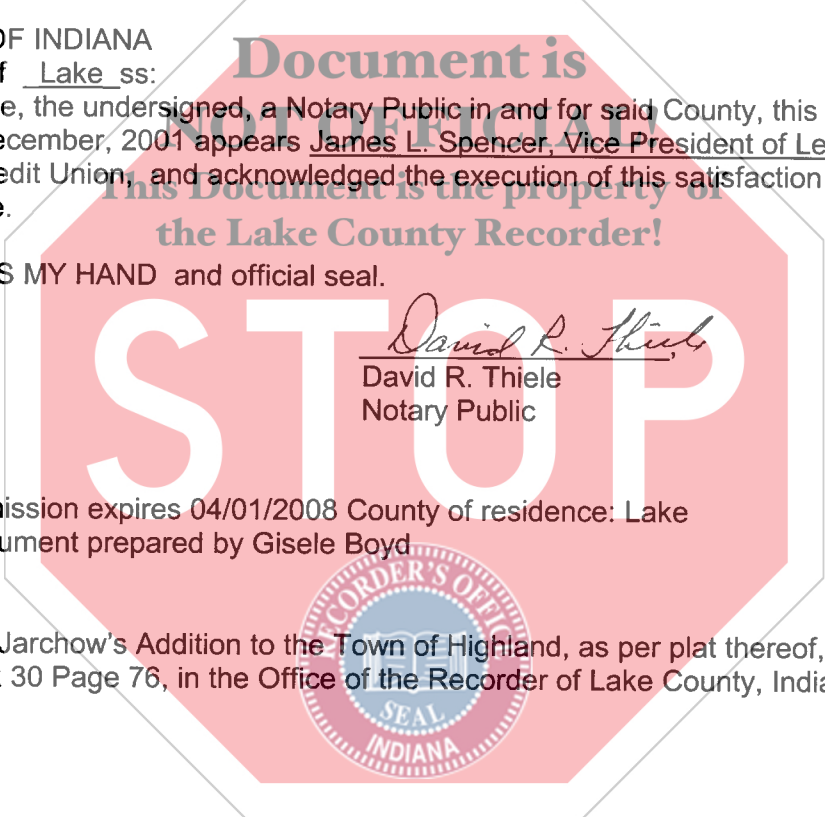 OF INDIANA
f Lake ss:
Document is
e, the undersigned, a Notary Public in and for said County, this
NOT OFFICIAL!
ecember, 2001 appears James L. Spencer, Vice President of Le
edit Union, and acknowledged the execution of this satisfaction
This Document is the property of
e.
the Lake County Recorder!
S MY HAND and official seal.
STOP
David R. Thiele
David R. Thiele
Notary Public
ission expires 04/01/2008 County of residence: Lake
ument prepared by Gisele Boyd
RECORDER'S OFFIC
Jarchow's Addition to the Town of Highland, as per plat thereof,
30 Page 76, in the Office of the Recorder of Lake County, India
SEAL
INDIANA